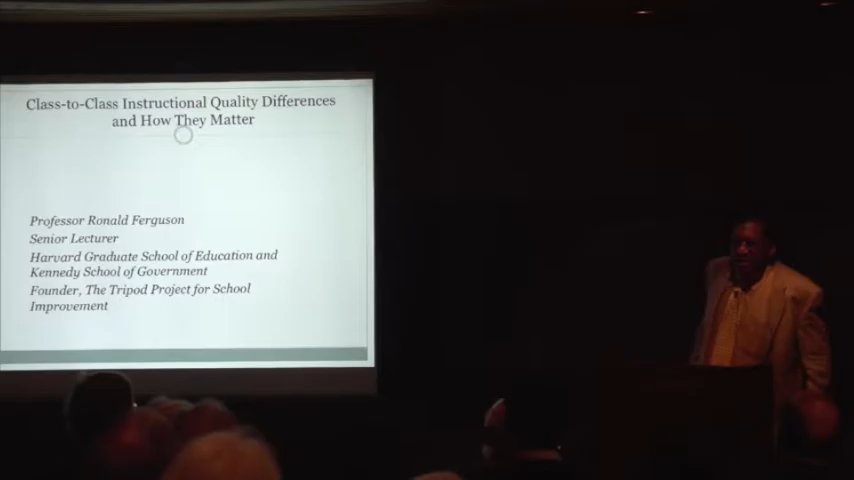 Class-to-Class Instructional Quality Differences
and How They Matter
Professor Ronald Ferguson
Senior Lecturer
Harvard Graduate School of Education and
Kennedy School of Government
Founder, The Tripod Project for School
Improvement